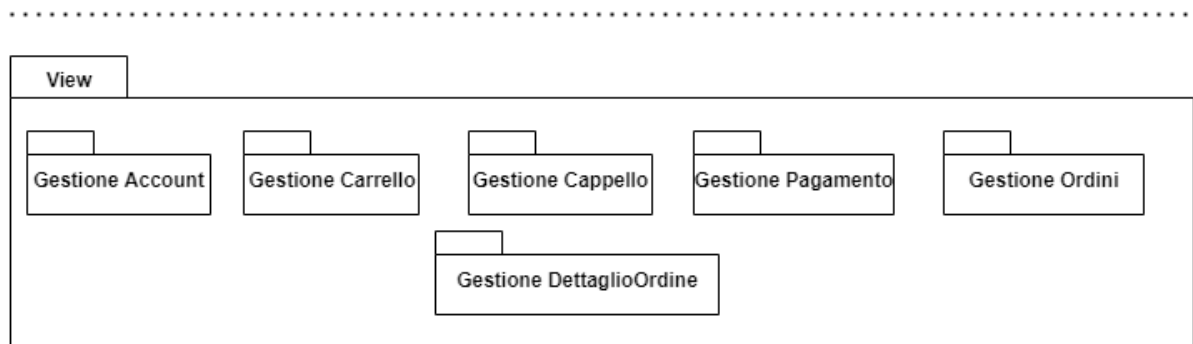 View
Gestione Account
Gestione Carrello
Gestione Cappello
Gestione Pagamento
Gestione Ordini
Gestione DettaglioOrdine